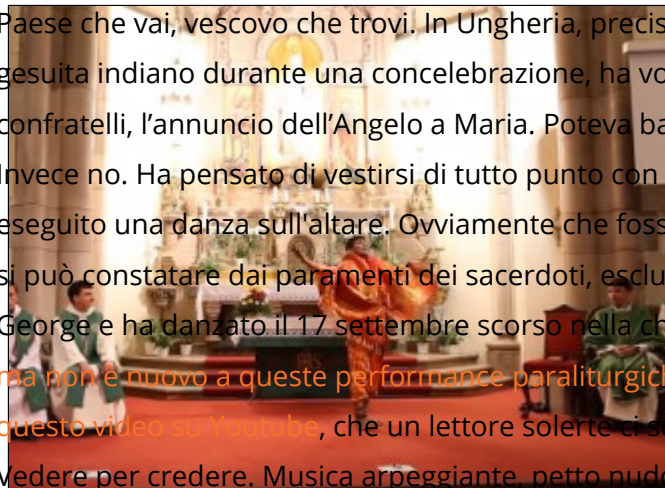 Paese che vai, vescovo che trovi. In Ungheria, precis
gesuita indiano durante una concelebrazione, ha vo
confratelli, l’annuncio dell’Angelo a Maria. Poteva ba
Invece no. Ha pensato di vestirsi di tutto punto con
eseguito una danza sull'altare. Ovviamente che foss
si può constatare dai paramenti dei sacerdoti, esclu
George e ha danzato il 17 settembre scorso nella ch
ma non è nuovo a queste performance paraliturgich
questo video su Youtube, che un lettore solerte ci s
Vedere per credere. Musica arpeggiante, petto nudo